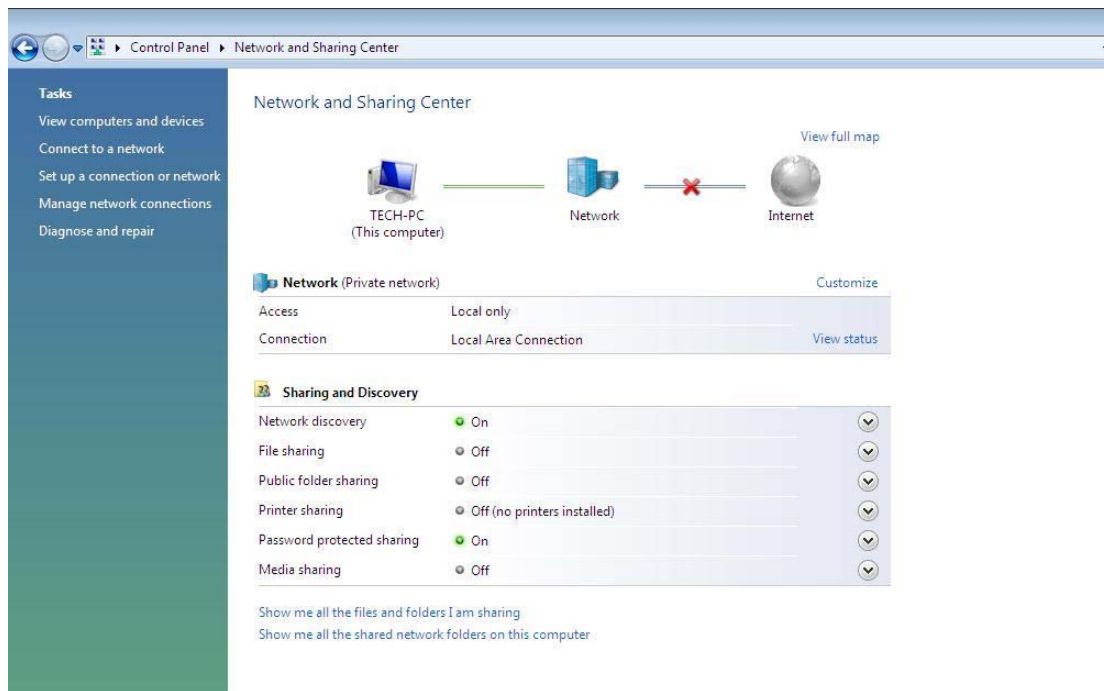 Control Panel
Network and Sharing Center
Tasks
View computers and devices
Connect to a network
Set up a connection or network
Manage network connections
Diagnose and repair
Network and Sharing Center
View full map
TECH-PC
(This computer)
Network
Internet
Network (Private network)
Customize
Access
Local only
Connection
Local Area Connection
View status
Sharing and Discovery
Network discovery
On
File sharing
Off
Public folder sharing
Off
Printer sharing
Off (no printers installed)
Password protected sharing
On
Media sharing
Off
Show me all the files and folders I am sharing
Show me all the shared network folders on this computer